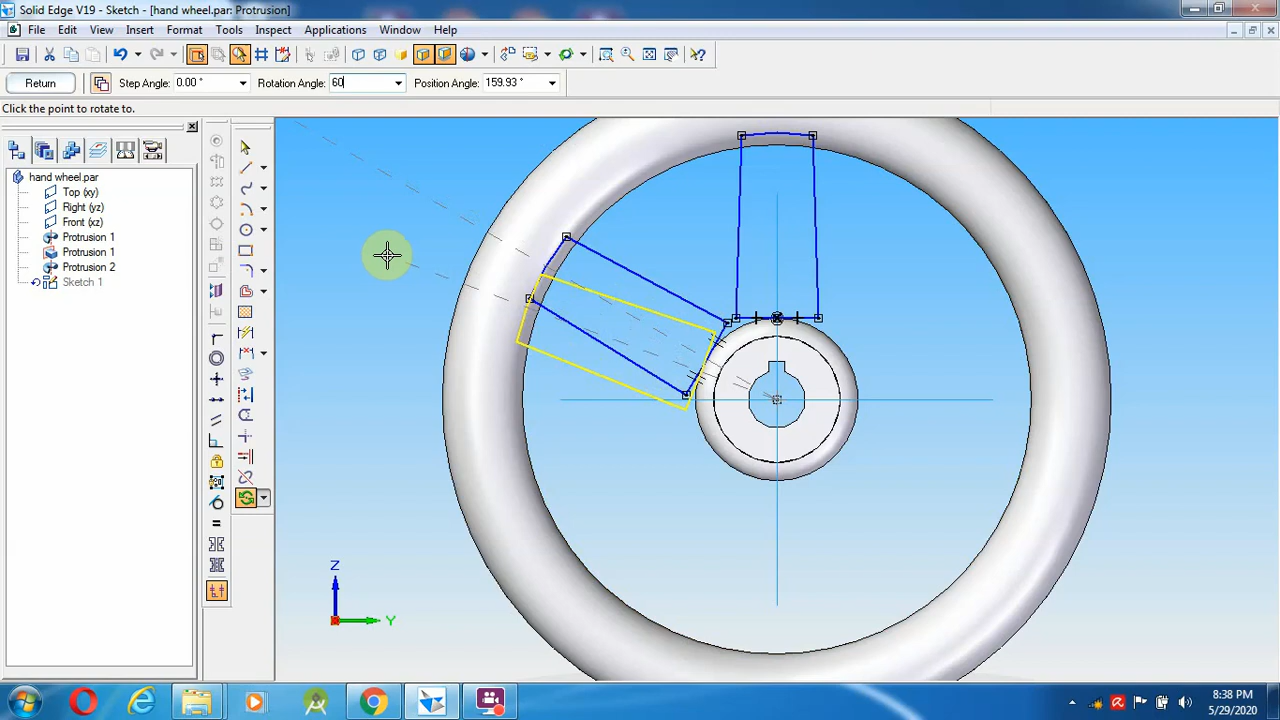 Solid Edge V19 - Sketch - [hand wheel.par: Protrusion]
File Edit View Insert Format Tools Inspect Applications Window Help
Return Step Angle: 0.00 ° Rotation Angle: 60 Position Angle: 159.93 °
Click the point to rotate to.
hand wheel.par
Top (xy)
Right (yz)
Front (xz)
Protrusion 1
Protrusion 1
Protrusion 2
Sketch 1
Z
Y
8:38 PM
5/29/2020